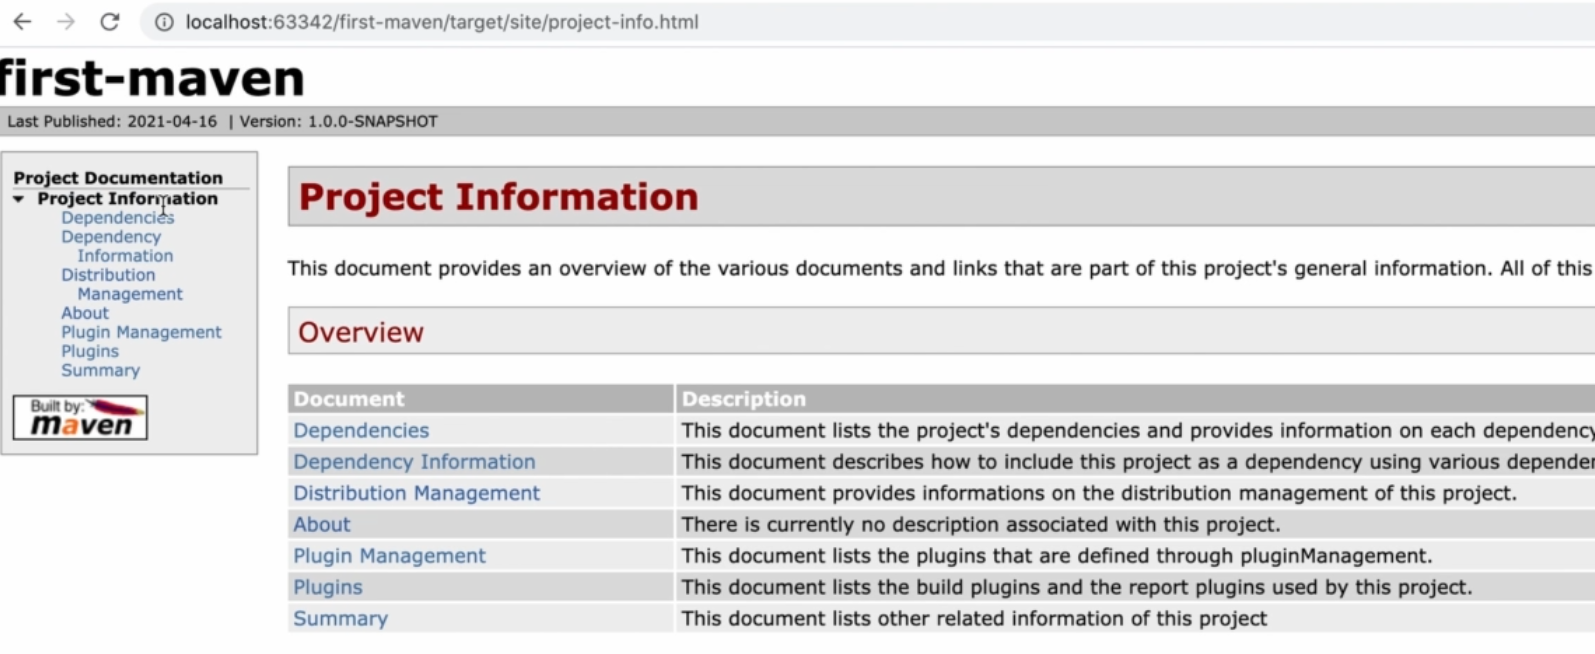 localhost:63342/first-maven/target/site/project-info.html
first-maven
Last Published: 2021-04-16 | Version: 1.0.0-SNAPSHOT
Project Documentation
Project Information
Dependencies
Dependency
Information
Distribution
Management
About
Plugin Management
Plugins
Summary
Built by:
maven
Project Information
This document provides an overview of the various documents and links that are part of this project's general information. All of this
Overview
Document Description
Dependencies This document lists the project's dependencies and provides information on each dependency
Dependency Information This document describes how to include this project as a dependency using various
Distribution Management This document provides informations on the distribution management of this project.
About There is currently no description associated with this project.
Plugin Management This document lists the plugins that are defined through pluginManagement.
Plugins This document lists the build plugins and the report plugins used by this project.
Summary This document lists other related information of this project